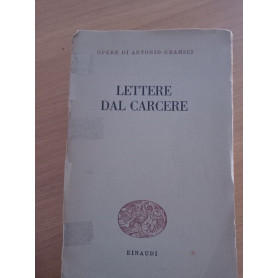 OPERE DI ANTONIO GRAMSCI
LETTERE
DAL CARCERE
EINAUDI